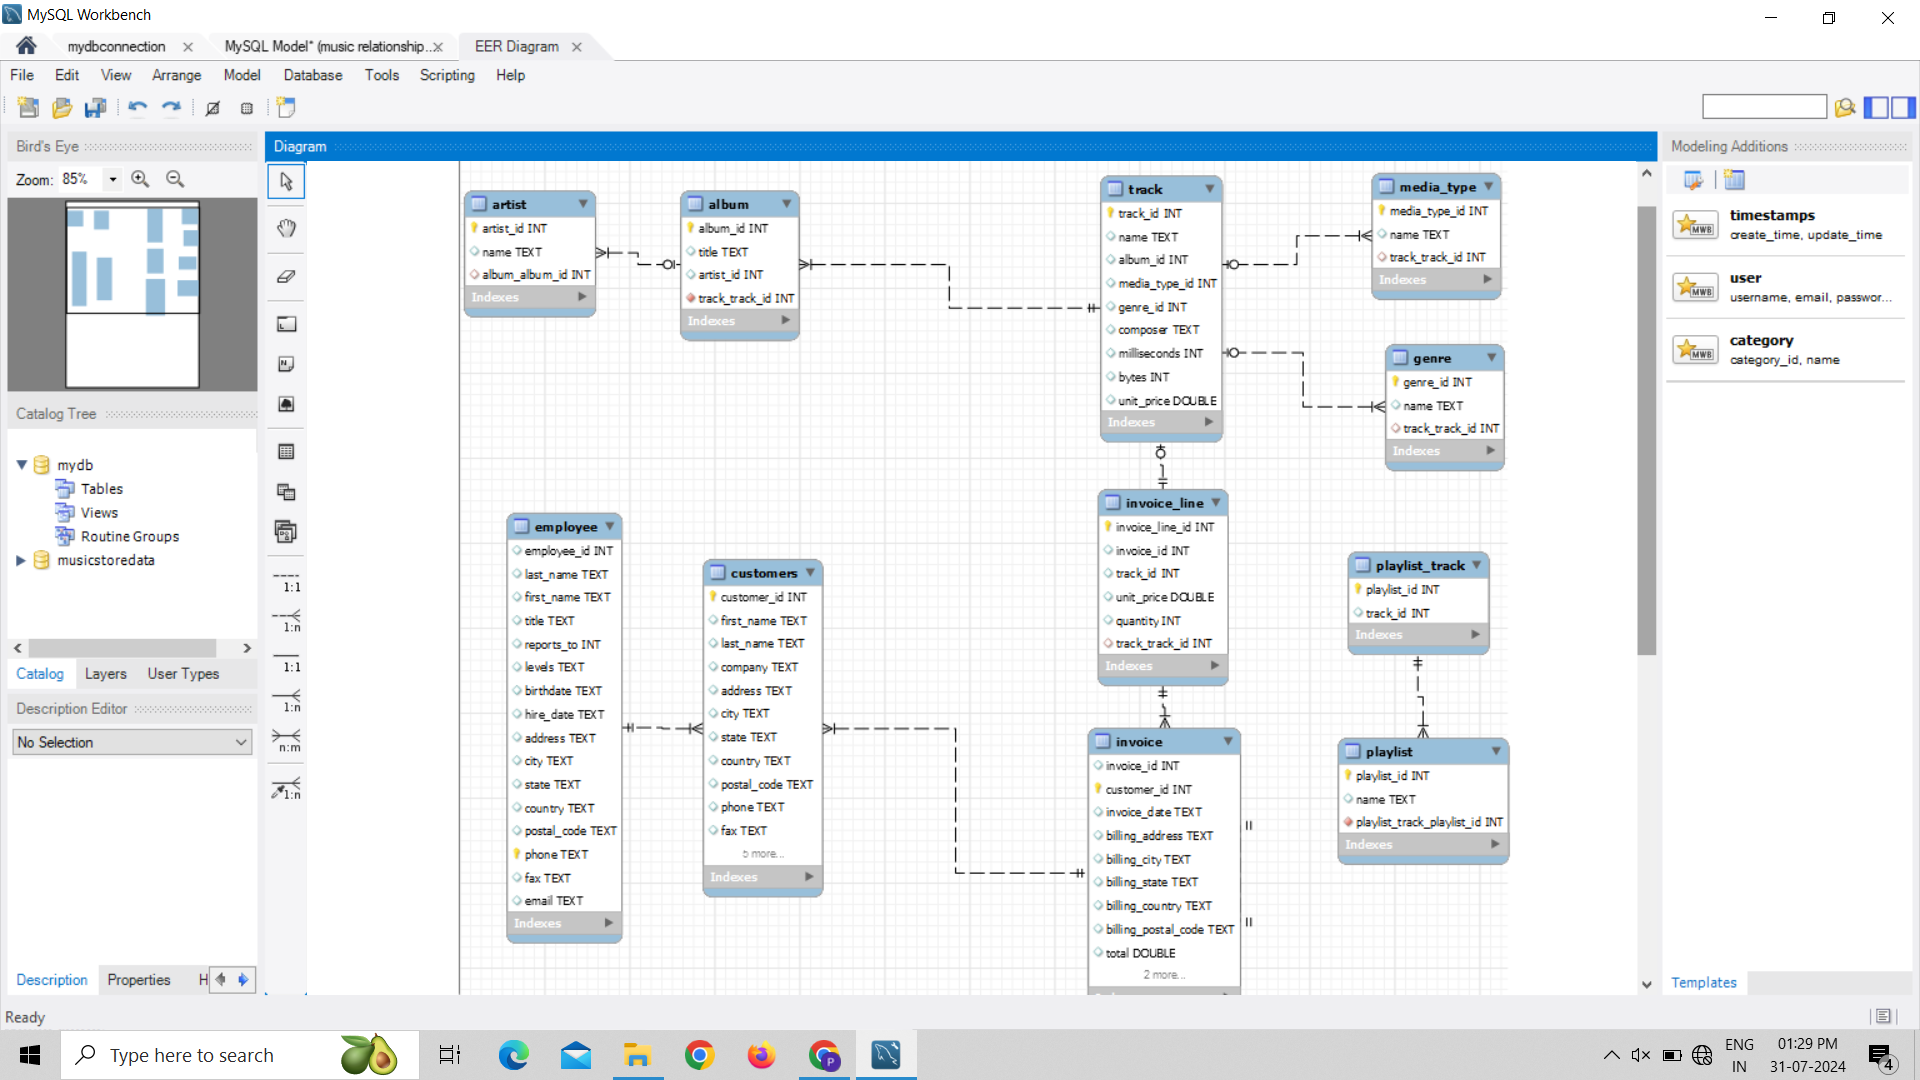 MySQL Workbench
mydbconnection
MySQL Model* (music relationship...
EER Diagram
File Edit View Arrange Model Database Tools Scripting Help
Bird's Eye
Zoom: 85%
Catalog Tree
mydb
Tables
Views
Routine Groups
musicstoredata
Catalog Layers User Types
Description Editor
No Selection
Description Properties H
Ready
Diagram
1:1
1:n
1:1
1:n
n:m
1:n
artist
artist_id INT
name TEXT
album_album_id INT
Indexes
album
album_id INT
title TEXT
artist_id INT
track_track_id INT
Indexes
track
track_id INT
name TEXT
album_id INT
media_type_id INT
genre_id INT
composer TEXT
milliseconds INT
bytes INT
unit_price DOUBLE
Indexes
media_type
media_type_id INT
name TEXT
track_track_id INT
Indexes
genre
genre_id INT
name TEXT
track_track_id INT
Indexes
employee
employee_id INT
last_name TEXT
first_name TEXT
title TEXT
reports_to INT
levels TEXT
birthdate TEXT
hire_date TEXT
address TEXT
city TEXT
state TEXT
country TEXT
postal_code TEXT
phone TEXT
fax TEXT
email TEXT
Indexes
customers
customer_id INT
first_name TEXT
last_name TEXT
company TEXT
address TEXT
city TEXT
state TEXT
country TEXT
postal_code TEXT
phone TEXT
fax TEXT
5 more...
Indexes
invoice_line
invoice_line_id INT
invoice_id INT
track_id INT
unit_price DOUBLE
quantity INT
track_track_id INT
Indexes
invoice
invoice_id INT
customer_id INT
invoice_date TEXT
billing_address TEXT
billing_city TEXT
billing_state TEXT
billing_country TEXT
billing_postal_code TEXT
total DOUBLE
2 more...
playlist_track
playlist_id INT
track_id INT
Indexes
playlist
playlist_id INT
name TEXT
playlist_track_playlist_id INT
Indexes
Modeling Additions
MWB
timestamps
create_time, update_time
MWB
user
username, email, passwor...
MWB
category
category_id, name
Templates
Type here to search
P
ENG
IN
01:29 PM
31-07-2024
4